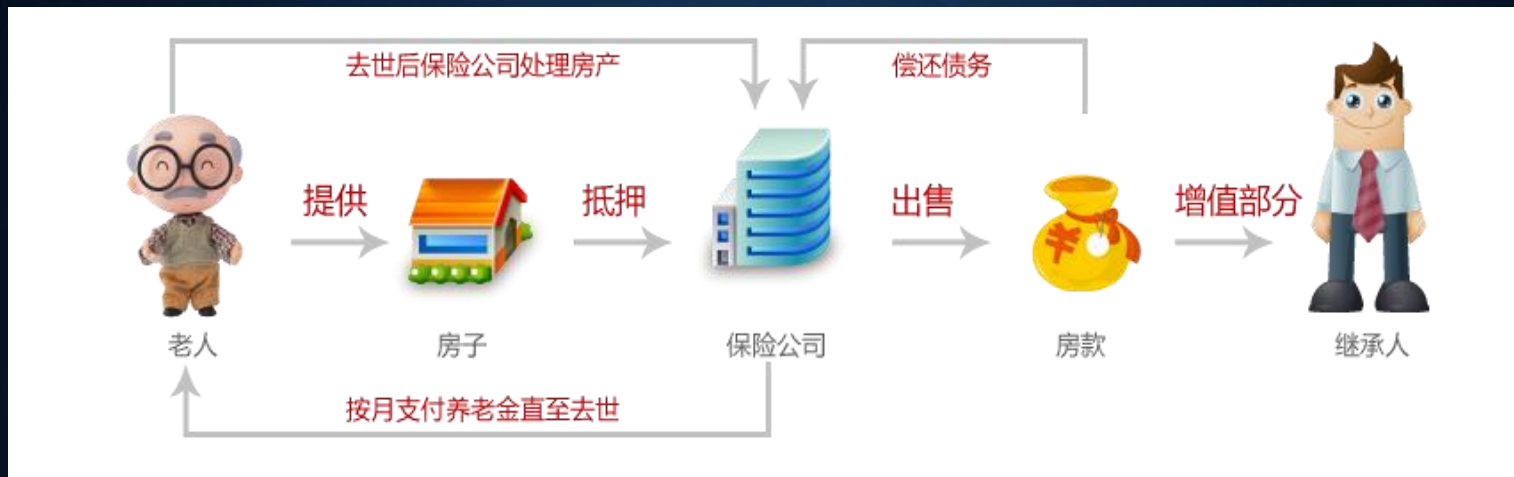 去世后保险公司处理房产
偿还债务
提供
抵押
出售
增值部分
老人
房子
保险公司
房款
继承人
按月支付养老金直至去世